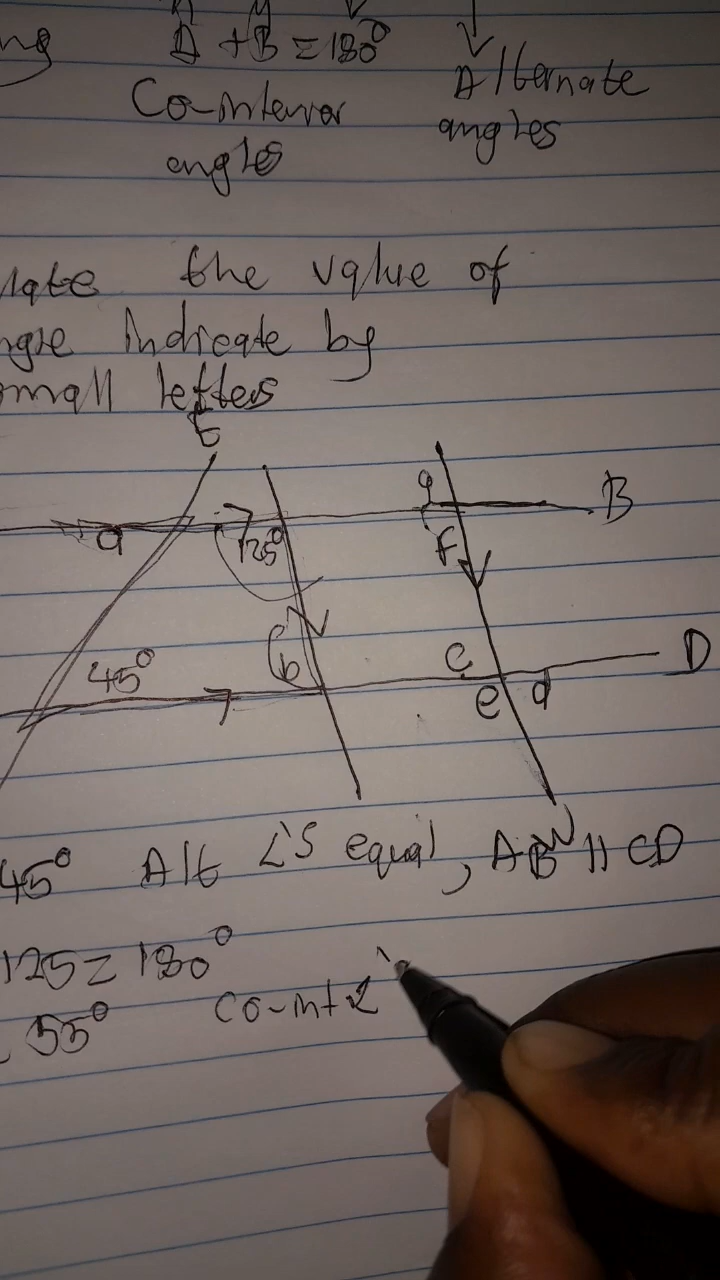 A + B = 180°
Co-interior
angles
Alternate
angles
the value of
indicate by
small letters
E
g
B
a
125°
f
45°
b
c
D
e
d
45° Alt ∠'S equal, AB // CD
125 = 180°
55° Co-int ∠